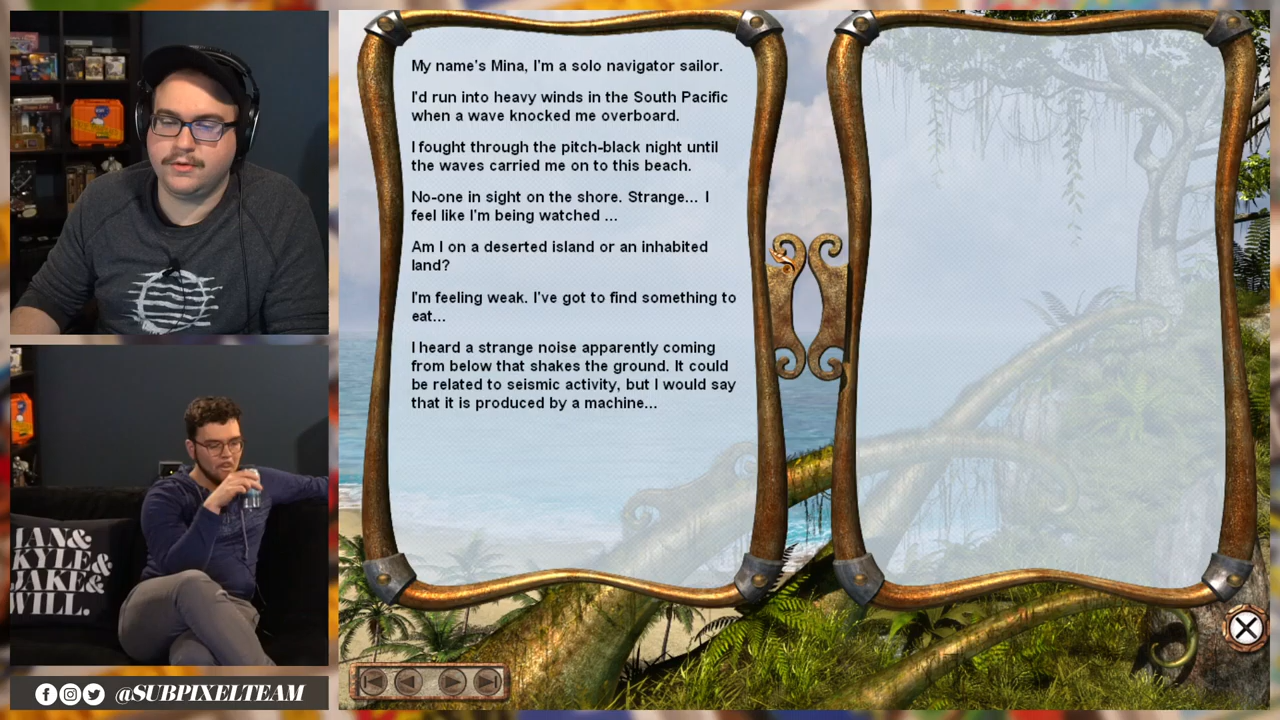 My name's Mina, I'm a solo navigator sailor.
I'd run into heavy winds in the South Pacific
when a wave knocked me overboard.
I fought through the pitch-black night until
the waves carried me on to this beach.
No-one in sight on the shore. Strange... I
feel like I'm being watched ...
Am I on a deserted island or an inhabited
land?
I'm feeling weak. I've got to find something to
eat...
I heard a strange noise apparently coming
from below that shakes the ground. It could
be related to seismic activity, but I would say
that it is produced by a machine...
IAN&
KYLE&
JAKE&
WILL.
@SUBPIXELTEAM